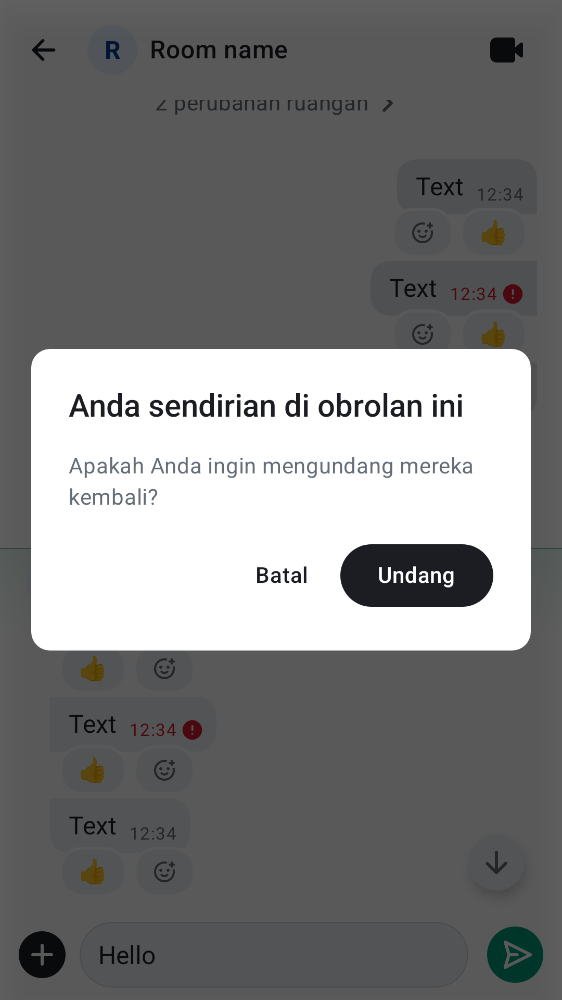 R Room name
2 perubahan ruangan
Text 12:34
Text 12:34
Anda sendirian di obrolan ini
Apakah Anda ingin mengundang mereka
kembali?
Batal Undang
Text 12:34
Text 12:34
Hello